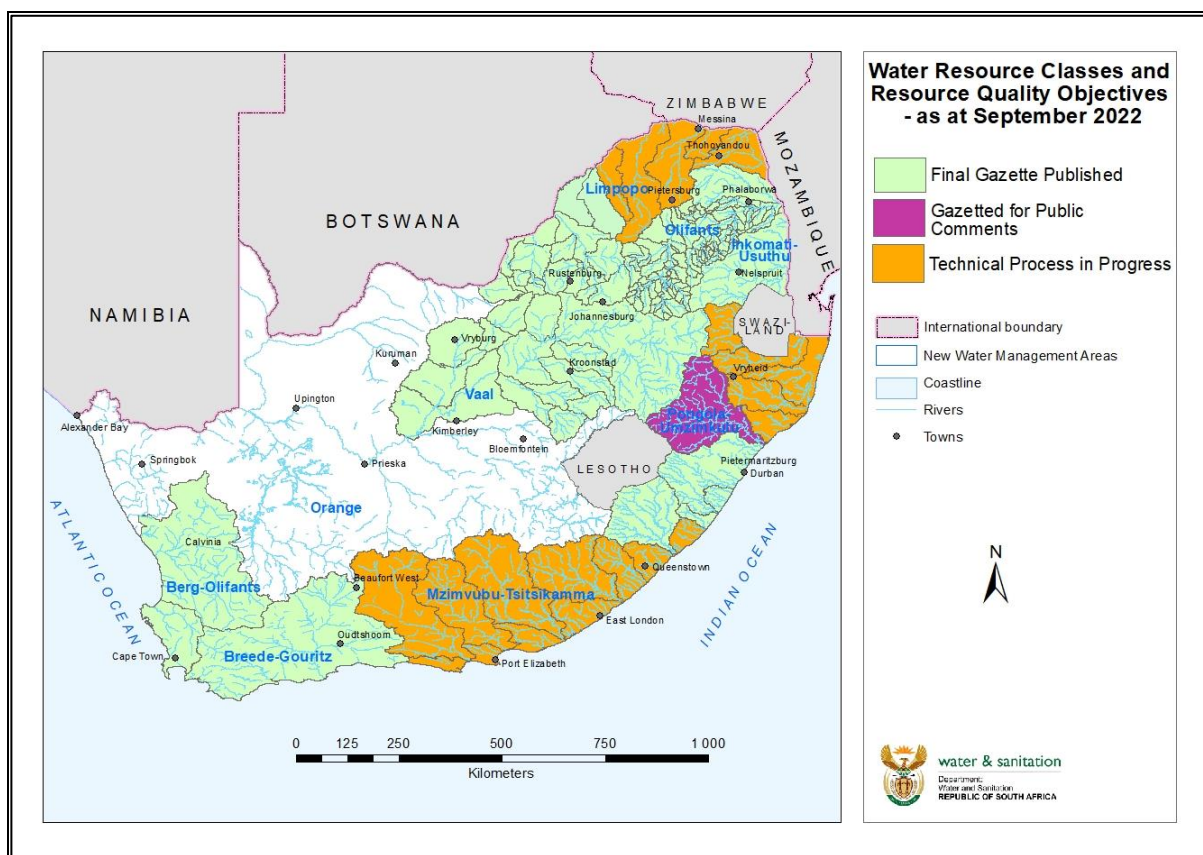 Water Resource Classes and
Resource Quality Objectives
- as at September 2022
Final Gazette Published
Gazetted for Public
Comments
Technical Process in Progress
International boundary
New Water Management Areas
Coastline
Rivers
Towns
N
water & sanitation
Department:
Water and Sanitation
REPUBLIC OF SOUTH AFRICA
ZIMBABWE
Messina
MOZAMBIQUE
Thohoyandou
Limpopo
Pietersburg
Phalaborwa
BOTSWANA
Olifants
Inkomati-
Usuthu
Rustenburg
Nelspruit
Johannesburg
NAMIBIA
SWAZI-
LAND
Vryburg
Kuruman
Kroonstad
Vryheid
Vaal
Upington
Pongola-
Umzimkulu
Alexander Bay
Kimberley
Bloemfontein
Springbok
Prieska
LESOTHO
Pietermaritzburg
Durban
Orange
ATLANTIC OCEAN
Calvinia
INDIAN OCEAN
Queenstown
Berg-Olifants
Beaufort West
Mzimvubu-Tsitsikamma
East London
Oudtshoorn
Cape Town
Breede-Gouritz
Port Elizabeth
0 125 250 500 750 1 000
Kilometers